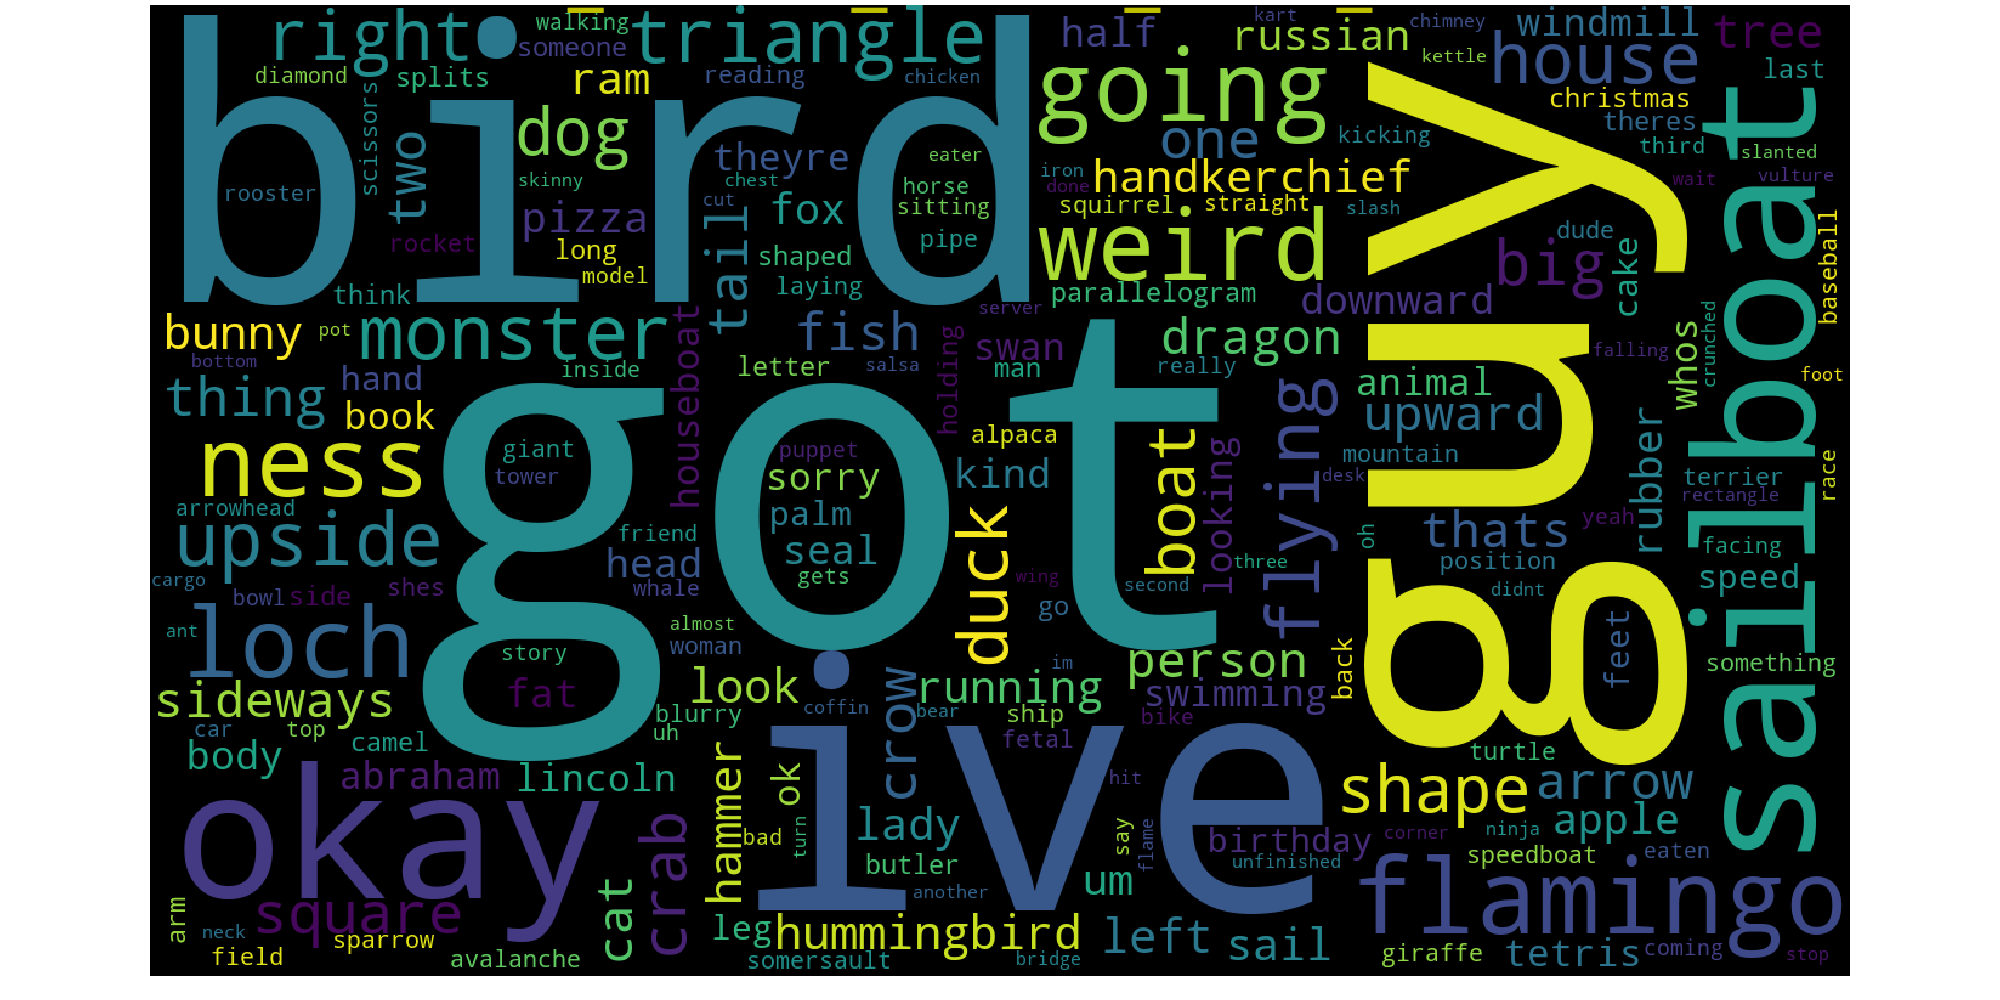 walking
kart
chimney
windmill
tree
right
triangle
half
russian
someone
house
kettle
last
diamond
splits
ram
reading
chicken
going
scissors
christmas
bird
dog
one
kicking
theres
two
theyre
eater
third
slanted
skinny
chest
iron
done
handkerchief
wait
vulture
rooster
cut
horse
guy
sailboat
pizza
fox
sitting
squirrel
straight
slash
tail
rocket
long
pipe
weird
dude
baseball
shaped
big
cake
model
laying
think
parallelogram
downward
server
bunny
pot
monster
fish
swan
dragon
whos
crunched
falling
bottom
inside
letter
salsa
man
really
thing
hand
houseboat
holding
animal
foot
book
flying
upward
got
ness
giant
puppet
alpaca
boat
looking
mountain
rubber
race
tower
sorry
kind
desk
terrier
rectangle
arrowhead
palm
duck
yeah
upside
friend
thats
oh
facing
head
seal
three
position
cargo
whale
gets
wing
second
didnt
speed
bowl
side
shes
go
ant
loch
almost
feet
story
woman
im
person
back
something
sideways
fat
look
running
swimming
blurry
coffin
crow
bear
ship
bike
car
top
uh
fetal
camel
turtle
body
abraham
lincoln
hammer
ok
ive
hit
shape
arrow
okay
crab
bad
turn
lady
say
flame
birthday
corner
ninja
apple
butler
unfinished
speedboat
eaten
cat
another
um
flamingo
arm
square
neck
sparrow
leg
hummingbird
left
sail
field
avalanche
somersault
bridge
giraffe
tetris
coming
stop